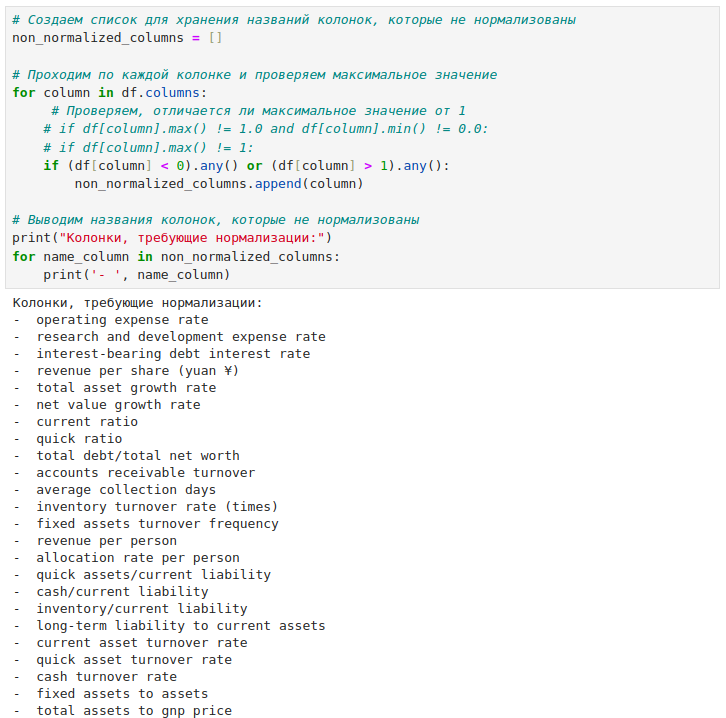 # Создаем список для хранения названий колонок, которые не нормализованы
non_normalized_columns = []
# Проходим по каждой колонке и проверяем максимальное значение
for column in df.columns:
     # Проверяем, отличается ли максимальное значение от 1
    # if df[column].max() != 1.0 and df[column].min() != 0.0:
    # if df[column].max() != 1:
    if (df[column] < 0).any() or (df[column] > 1).any():
        non_normalized_columns.append(column)
# Выводим названия колонок, которые не нормализованы
print("Колонки, требующие нормализации:")
for name_column in non_normalized_columns:
    print('- ', name_column)
Колонки, требующие нормализации:
-  operating expense rate
-  research and development expense rate
-  interest-bearing debt interest rate
-  revenue per share (yuan ¥)
-  total asset growth rate
-  net value growth rate
-  current ratio
-  quick ratio
-  total debt/total net worth
-  accounts receivable turnover
-  average collection days
-  inventory turnover rate (times)
-  fixed assets turnover frequency
-  revenue per person
-  allocation rate per person
-  quick assets/current liability
-  cash/current liability
-  inventory/current liability
-  long-term liability to current assets
-  current asset turnover rate
-  quick asset turnover rate
-  cash turnover rate
-  fixed assets to assets
-  total assets to gnp price